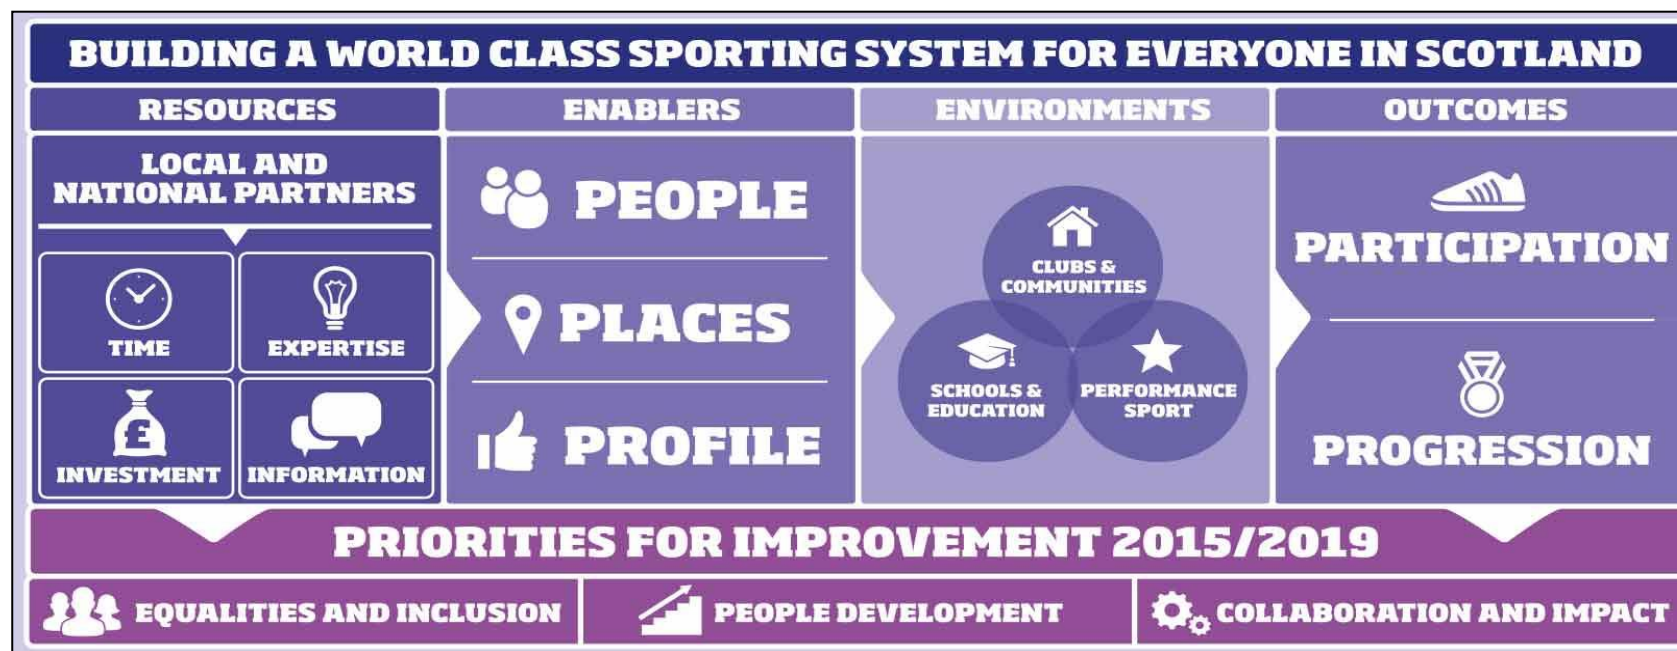 BUILDING A WORLD CLASS SPORTING SYSTEM FOR EVERYONE IN SCOTLAND
RESOURCES
LOCAL AND
NATIONAL PARTNERS
TIME
EXPERTISE
£
INVESTMENT
INFORMATION
ENABLERS
PEOPLE
PLACES
PROFILE
ENVIRONMENTS
CLUBS &
COMMUNITIES
SCHOOLS &
EDUCATION
PERFORMANCE
SPORT
OUTCOMES
PARTICIPATION
PROGRESSION
PRIORITIES FOR IMPROVEMENT 2015/2019
EQUALITIES AND INCLUSION
PEOPLE DEVELOPMENT
COLLABORATION AND IMPACT